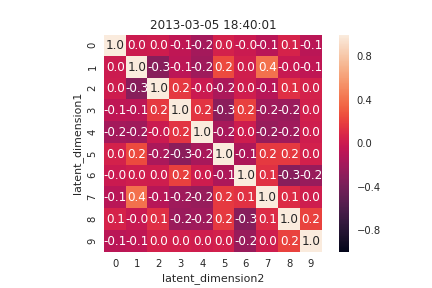 2013-03-05 18:40:01
0 1.0 0.0 0.0 -0.1 -0.2 0.0 -0.0 -0.1 0.1 -0.1
1 0.0 1.0 -0.3 -0.1 -0.2 0.2 0.0 0.4 -0.0 -0.1
2 0.0 -0.3 1.0 0.2 -0.0 -0.2 0.0 -0.1 0.1 0.0
3 -0.1 -0.1 0.2 1.0 0.2 -0.3 0.2 -0.2 -0.2 0.0
4 -0.2 -0.2 -0.0 0.2 1.0 -0.2 0.0 -0.2 -0.2 0.0
5 0.0 0.2 -0.2 -0.3 -0.2 1.0 -0.1 0.2 0.2 0.0
6 -0.0 0.0 0.0 0.2 0.0 -0.1 1.0 0.1 -0.3 -0.2
7 -0.1 0.4 -0.1 -0.2 -0.2 0.2 0.1 1.0 0.1 0.0
8 0.1 -0.0 0.1 -0.2 -0.2 0.2 -0.3 0.1 1.0 0.2
9 -0.1 -0.1 0.0 0.0 0.0 0.0 -0.2 0.0 0.2 1.0
0 1 2 3 4 5 6 7 8 9
latent_dimension2
latent_dimension1
0.8
0.4
0.0
-0.4
-0.8